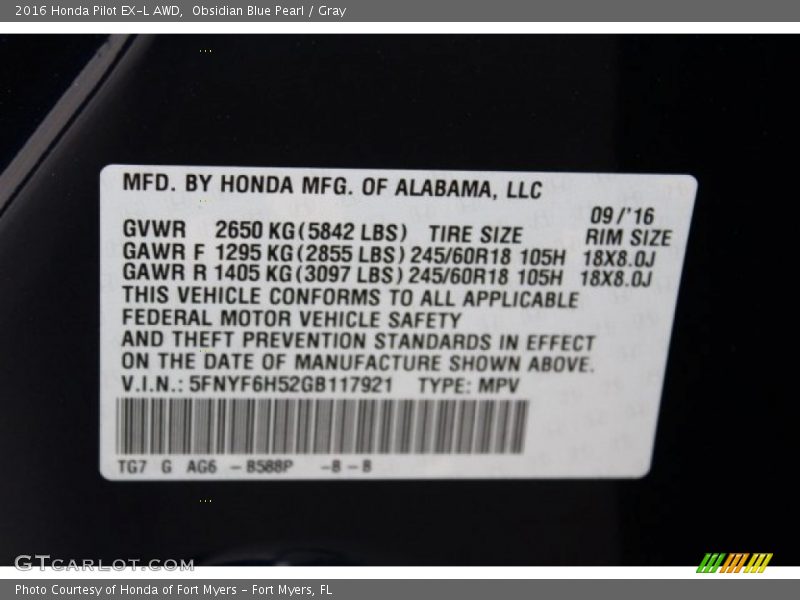 2016 Honda Pilot EX-L AWD,  Obsidian Blue Pearl / Gray
MFD. BY HONDA MFG. OF ALABAMA, LLC
09/'16
GVWR 2650 KG(5842 LBS) TIRE SIZE RIM SIZE
GAWR F 1295 KG(2855 LBS) 245/60R18 105H 18X8.0J
GAWR R 1405 KG(3097 LBS) 245/60R18 105H 18X8.0J
THIS VEHICLE CONFORMS TO ALL APPLICABLE
FEDERAL MOTOR VEHICLE SAFETY
AND THEFT PREVENTION STANDARDS IN EFFECT
ON THE DATE OF MANUFACTURE SHOWN ABOVE.
V.I.N.: 5FNYF6H52GB117921 TYPE: MPV
TG7 G AG6 - B588P -B - B
GTCARLOT.COM
Photo Courtesy of Honda of Fort Myers - Fort Myers, FL